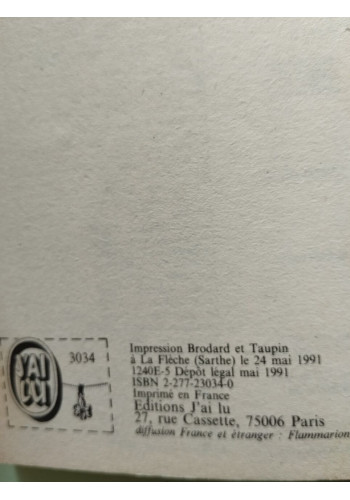 J'AI
LU
3034
Impression Brodard et Taupin
à La Flèche (Sarthe) le 24 mai 1991
1240E-5 Dépôt légal mai 1991
ISBN 2-277-23034-0
Imprimé en France
Editions J'ai lu
27, rue Cassette, 75006 Paris
diffusion France et étranger : Flammarion